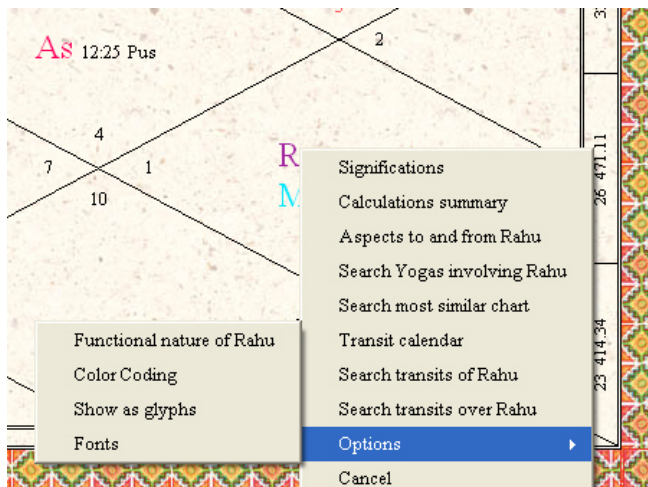 As 12:25 Pus
2
4
7
1
10
R
M
26 471.11
23 414.34
Significations
Calculations summary
Aspects to and from Rahu
Search Yogas involving Rahu
Search most similar chart
Transit calendar
Search transits of Rahu
Search transits over Rahu
Options
Cancel
Functional nature of Rahu
Color Coding
Show as glyphs
Fonts